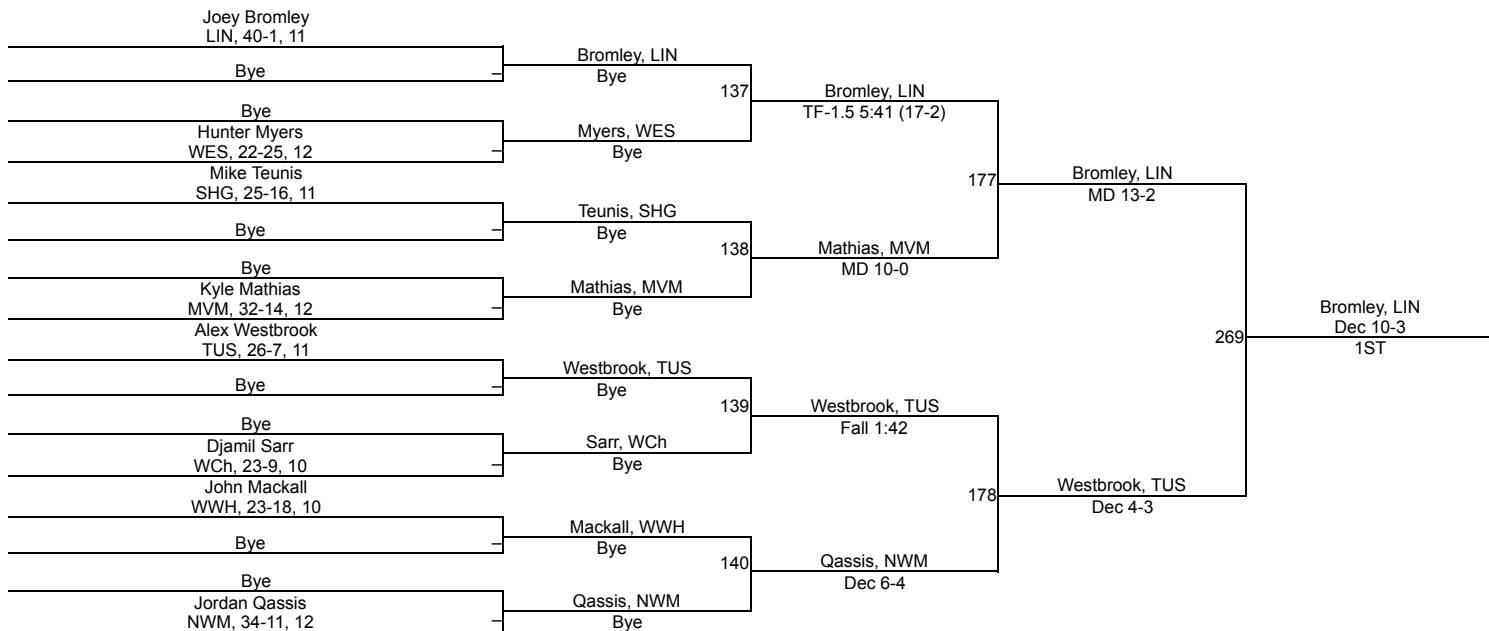 Joey Bromley
LIN, 40-1, 11
Bye
Bye
Hunter Myers
WES, 22-25, 12
Mike Teunis
SHG, 25-16, 11
Bye
Bye
Kyle Mathias
MVM, 32-14, 12
Alex Westbrook
TUS, 26-7, 11
Bye
Bye
Djamil Sarr
WCh, 23-9, 10
John Mackall
WWH, 23-18, 10
Bye
Bye
Jordan Qassis
NWM, 34-11, 12
Bromley, LIN
Bye
137
Myers, WES
Bye
Teunis, SHG
Bye
138
Mathias, MVM
Bye
Westbrook, TUS
Bye
139
Sarr, WCh
Bye
Mackall, WWH
Bye
140
Qassis, NWM
Bye
Bromley, LIN
TF-1.5 5:41 (17-2)
177
Mathias, MVM
MD 10-0
Westbrook, TUS
Fall 1:42
178
Qassis, NWM
Dec 6-4
Bromley, LIN
MD 13-2
269
Westbrook, TUS
Dec 4-3
Bromley, LIN
Dec 10-3
1ST